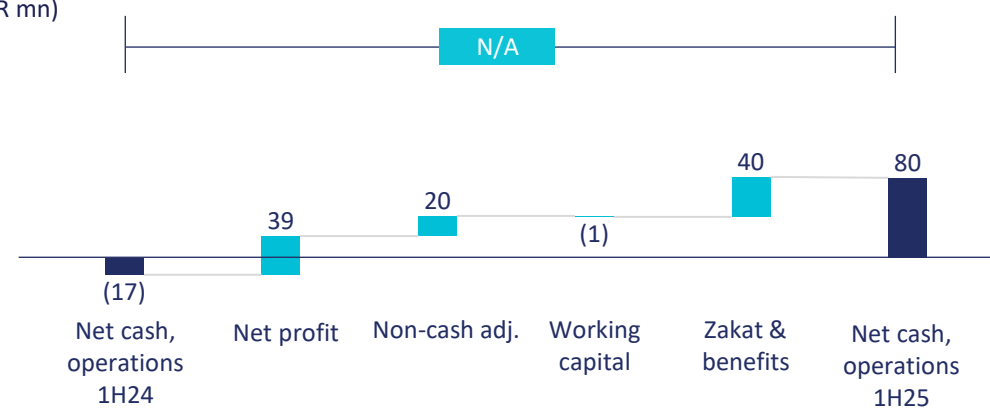 R mn)
N/A
(17)
39
20
(1)
40
80
Net cash,
operations
1H24
Net profit
Non-cash adj.
Working
capital
Zakat &
benefits
Net cash,
operations
1H25